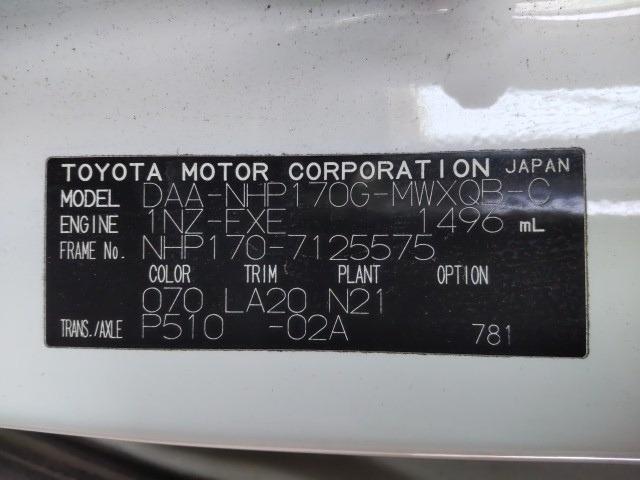 TOYOTA MOTOR CORPORATION JAPAN
MODEL DAA-NHP170G-MWXQB-C
ENGINE 1NZ-EXE 1496 mL
FRAME No. NHP170-7125575
COLOR TRIM PLANT OPTION
070 LA20 N21
TRANS./AXLE P510 -02A 781